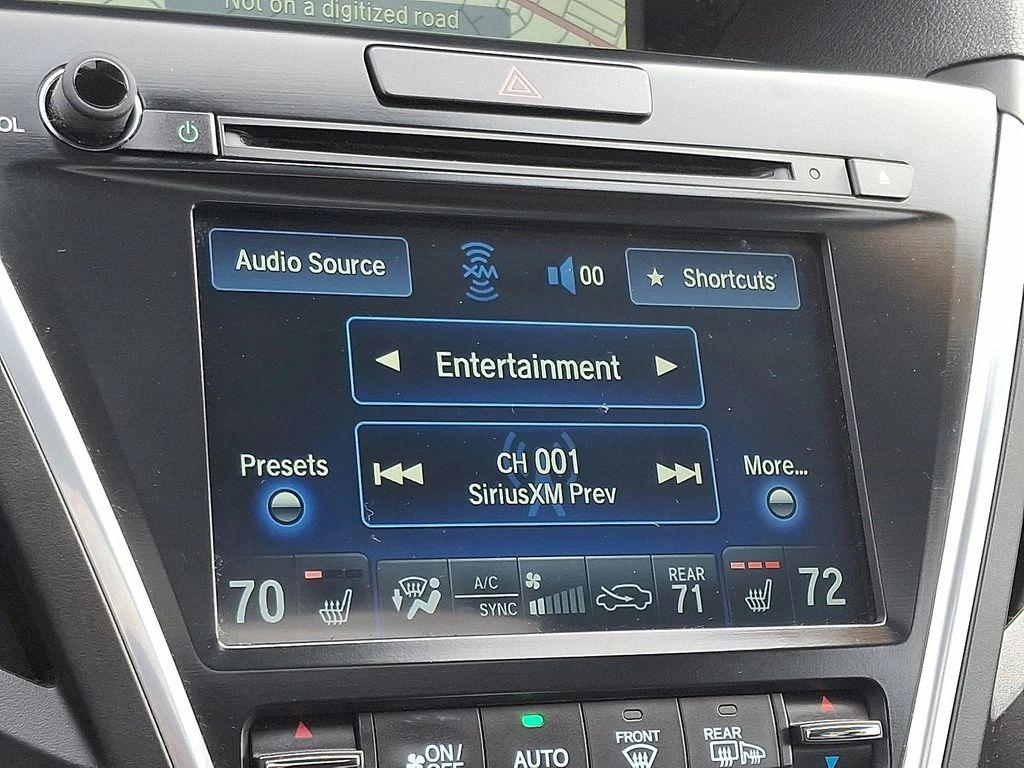 Not on a digitized road
OL
Audio Source
XM
00
Shortcuts
Entertainment
Presets
CH 001
SiriusXM Prev
More...
70
A/C
SYNC
REAR
71
72
ON/
OFF
AUTO
FRONT
REAR